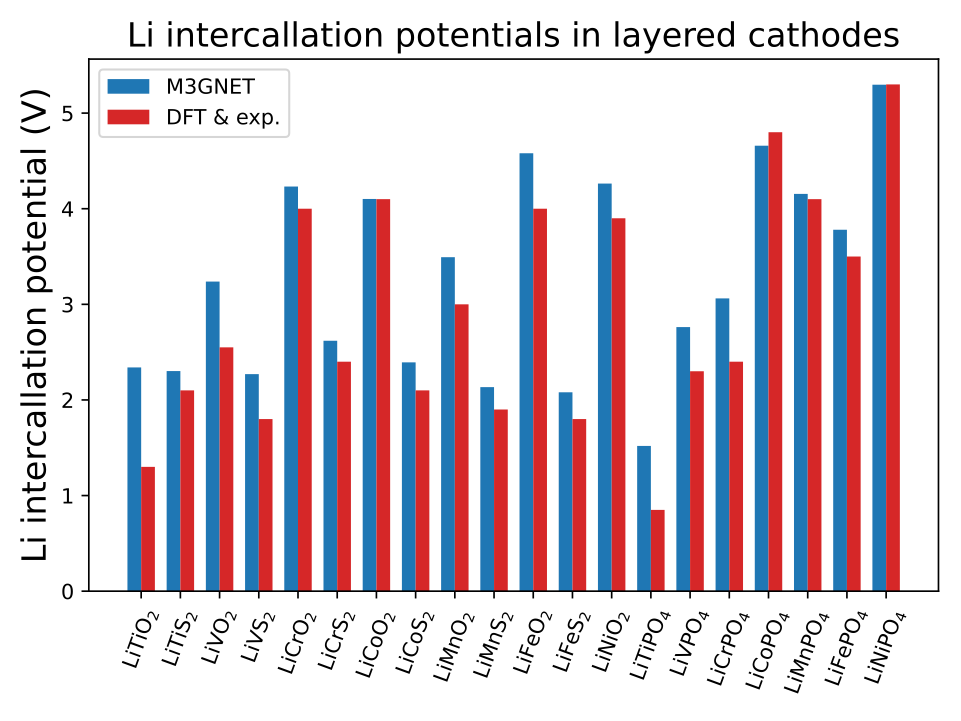 Li intercallation potentials in layered cathodes
Li intercallation potential (V)
M3GNET
DFT & exp.
5
4
3
2
1
0
LiTiO₂
LiTiS₂
LiVO₂
LiVS₂
LiCrO₂
LiCrS₂
LiCoO₂
LiCoS₂
LiMnO₂
LiMnS₂
LiFeO₂
LiFeS₂
LiNiO₂
LiTiPO₄
LiVPO₄
LiCrPO₄
LiCoPO₄
LiMnPO₄
LiFePO₄
LiNiPO₄